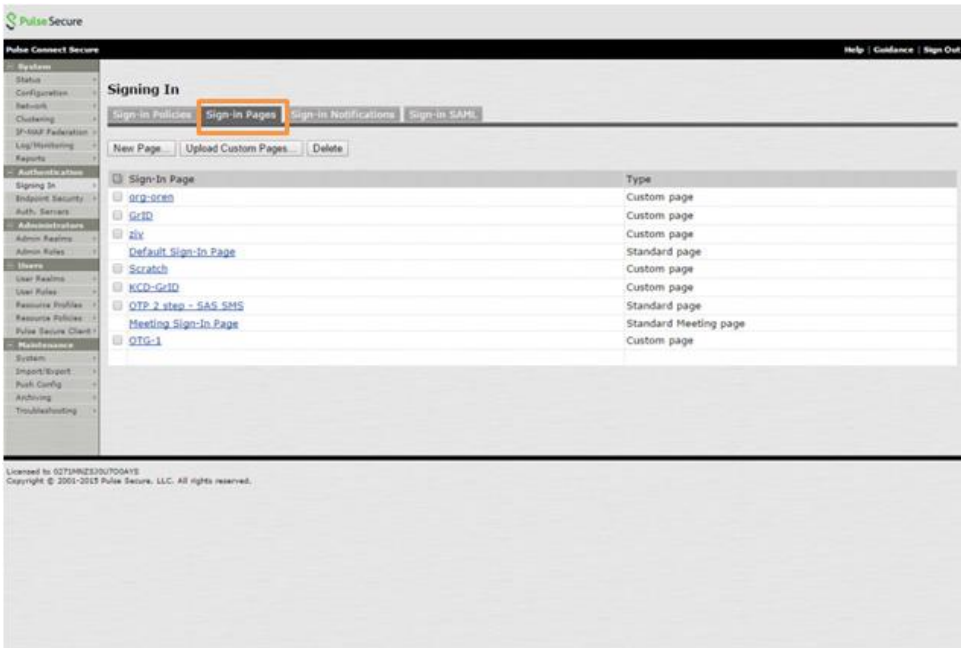 Pulse Secure
Pulse Connect Secure
Help | Guidance | Sign Out
System
Status
Configuration
Network
Clustering
IF-MAP Federation
Log/Monitoring
Reports
Authentication
Signing In
Endpoint Security
Auth. Servers
Administrators
Admin Realms
Admin Roles
Users
User Realms
User Roles
Resource Profiles
Resource Policies
Pulse Secure Client
Maintenance
System
Import/Export
Push Config
Archiving
Troubleshooting
Signing In
Sign-in Policies Sign-in Pages Sign-in Notifications Sign-in SAML
New Page... Upload Custom Pages... Delete
Sign-In Page Type
org-oren Custom page
GrID Custom page
ziv Custom page
Default Sign-In Page Standard page
Scratch Custom page
KCD-GrID Custom page
OTP 2 step - SAS SMS Standard page
Meeting Sign-In Page Standard Meeting page
OTG-1 Custom page
Licensed to
Copyright © 2001-2015 Pulse Secure, LLC. All rights reserved.